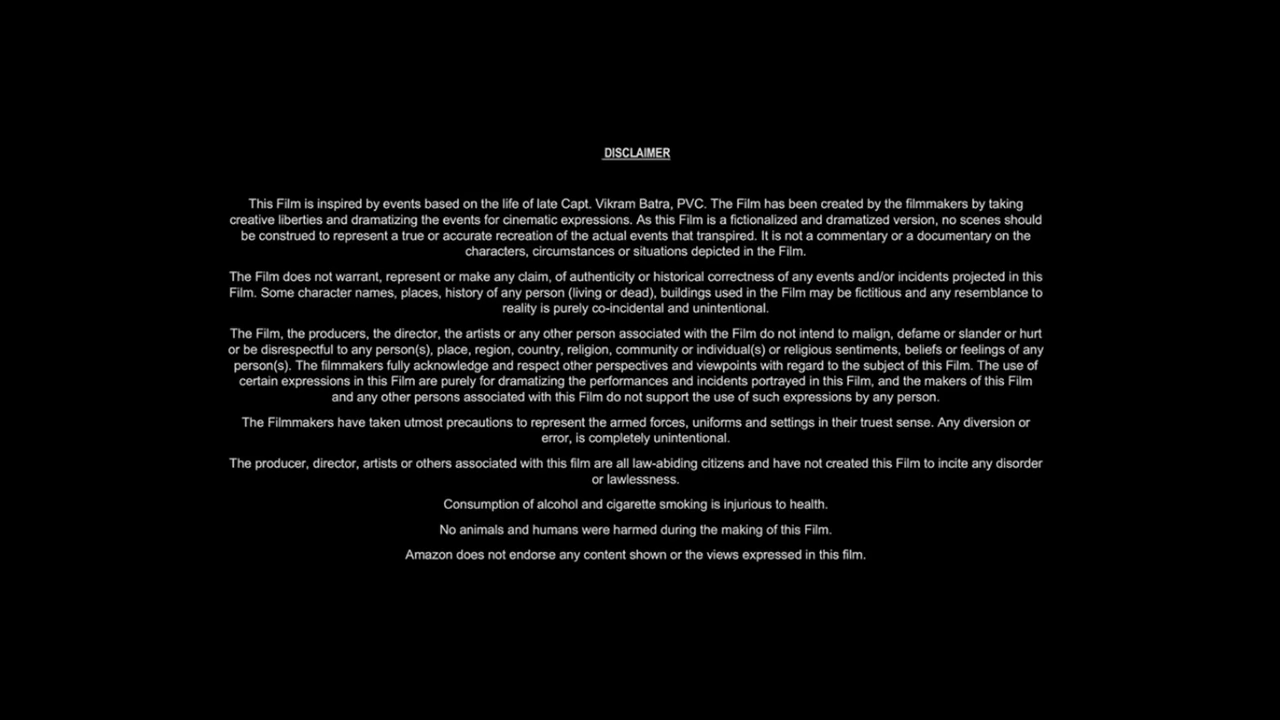 DISCLAIMER
This Film is inspired by events based on the life of late Capt. Vikram Batra, PVC. The Film has been created by the filmmakers by taking
creative liberties and dramatizing the events for cinematic expressions. As this Film is a fictionalized and dramatized version, no scenes should
be construed to represent a true or accurate recreation of the actual events that transpired. It is not a commentary or a documentary on the
characters, circumstances or situations depicted in the Film.
The Film does not warrant, represent or make any claim, of authenticity or historical correctness of any events and/or incidents projected in this
Film. Some character names, places, history of any person (living or dead), buildings used in the Film may be fictitious and any resemblance to
reality is purely co-incidental and unintentional.
The Film, the producers, the director, the artists or any other person associated with the Film do not intend to malign, defame or slander or hurt
or be disrespectful to any person(s), place, region, country, religion, community or individual(s) or religious sentiments, beliefs or feelings of any
person(s). The filmmakers fully acknowledge and respect other perspectives and viewpoints with regard to the subject of this Film. The use of
certain expressions in this Film are purely for dramatizing the performances and incidents portrayed in this Film, and the makers of this Film
and any other persons associated with this Film do not support the use of such expressions by any person.
The Filmmakers have taken utmost precautions to represent the armed forces, uniforms and settings in their truest sense. Any diversion or
error, is completely unintentional.
The producer, director, artists or others associated with this film are all law-abiding citizens and have not created this Film to incite any disorder
or lawlessness.
Consumption of alcohol and cigarette smoking is injurious to health.
No animals and humans were harmed during the making of this Film.
Amazon does not endorse any content shown or the views expressed in this film.